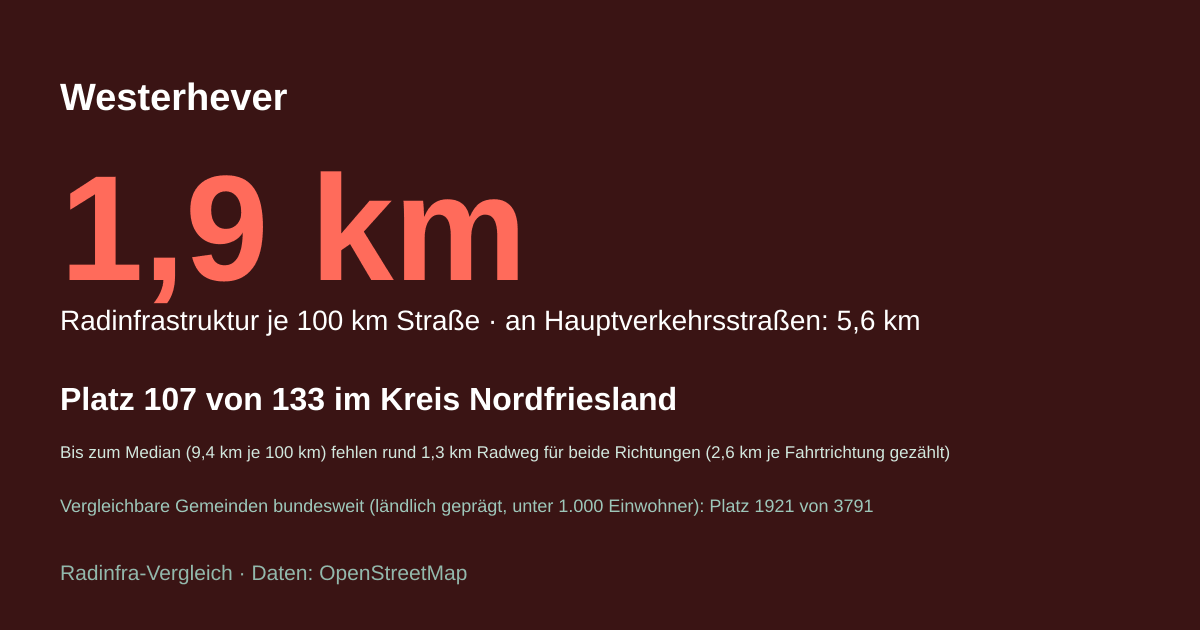 Westerhever
1,9 km
Radinfrastruktur je 100 km Straße · an Hauptverkehrsstraßen: 5,6 km
Platz 107 von 133 im Kreis Nordfriesland
Bis zum Median (9,4 km je 100 km) fehlen rund 1,3 km Radweg für beide Richtungen (2,6 km je Fahrtrichtung gezählt)
Vergleichbare Gemeinden bundesweit (ländlich geprägt, unter 1.000 Einwohner): Platz 1921 von 3791
Radinfra-Vergleich · Daten: OpenStreetMap